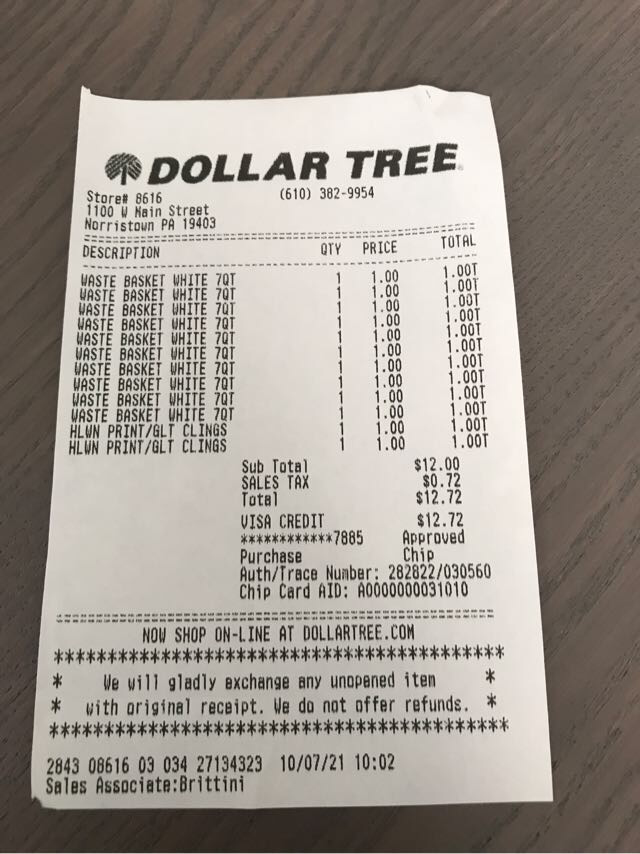 DOLLAR TREE
Store# 8616 (610) 382-9954
1100 W Main Street
Norristown PA 19403
DESCRIPTION QTY PRICE TOTAL
WASTE BASKET WHITE 7QT 1 1.00 1.00T
WASTE BASKET WHITE 7QT 1 1.00 1.00T
WASTE BASKET WHITE 7QT 1 1.00 1.00T
WASTE BASKET WHITE 7QT 1 1.00 1.00T
WASTE BASKET WHITE 7QT 1 1.00 1.00T
WASTE BASKET WHITE 7QT 1 1.00 1.00T
WASTE BASKET WHITE 7QT 1 1.00 1.00T
WASTE BASKET WHITE 7QT 1 1.00 1.00T
WASTE BASKET WHITE 7QT 1 1.00 1.00T
WASTE BASKET WHITE 7QT 1 1.00 1.00T
HLWN PRINT/GLT CLINGS 1 1.00 1.00T
HLWN PRINT/GLT CLINGS 1 1.00 1.00T
Sub Total $12.00
SALES TAX $0.72
Total $12.72
VISA CREDIT $12.72
************7885 Approved
Purchase Chip
Auth/Trace Number: 282822/030560
Chip Card AID: A0000000031010
NOW SHOP ON-LINE AT DOLLARTREE.COM
******************************************
* We will gladly exchange any unopened item *
* with original receipt. We do not offer refunds. *
******************************************
2843 08616 03 034 27134323 10/07/21 10:02
Sales Associate:Brittini